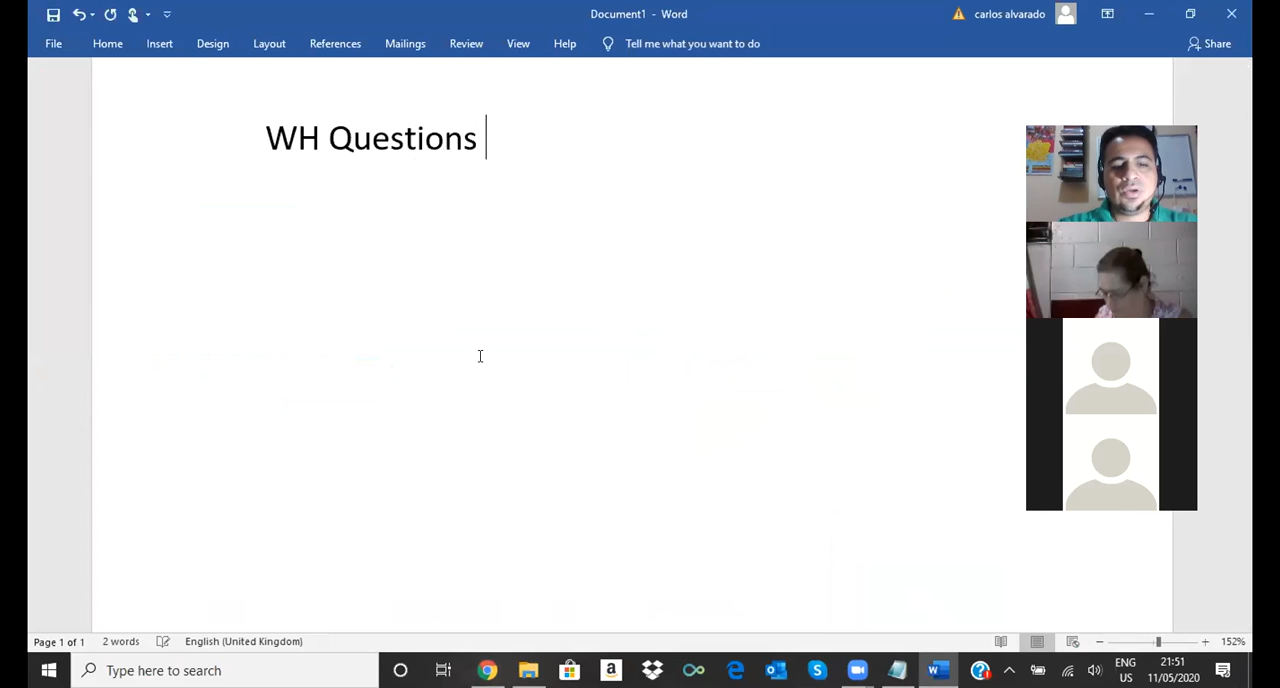 Document1 - Word
carlos alvarado
File Home Insert Design Layout References Mailings Review View Help Tell me what you want to do Share
WH Questions
Page 1 of 1 2 words English (United Kingdom) 152%
Type here to search
ENG 21:51
US 11/05/2020